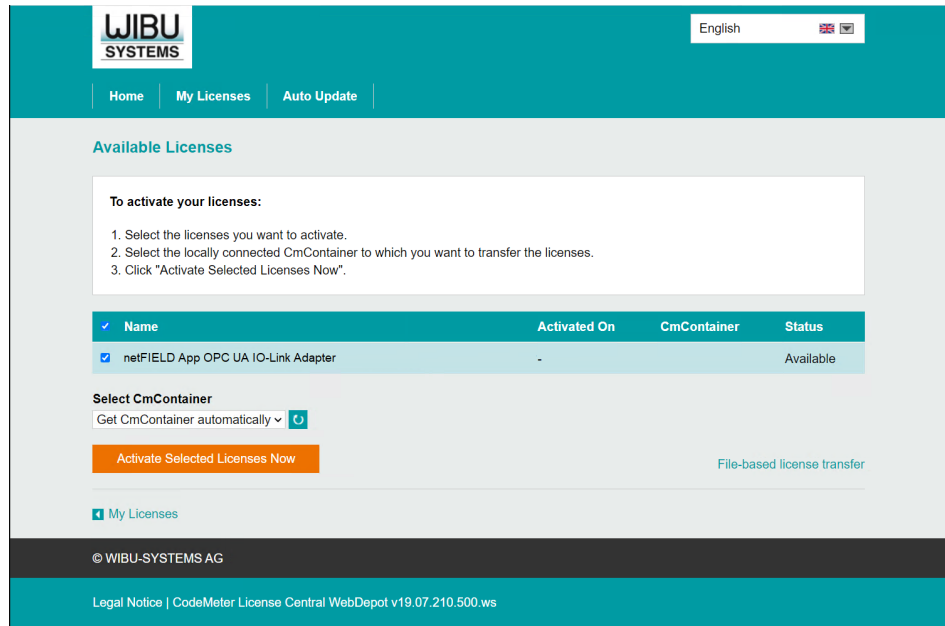 WIBU
SYSTEMS
English
Home My Licenses Auto Update
Available Licenses
To activate your licenses:
1. Select the licenses you want to activate.
2. Select the locally connected CmContainer to which you want to transfer the licenses.
3. Click "Activate Selected Licenses Now".
Name Activated On CmContainer Status
netFIELD App OPC UA IO-Link Adapter - Available
Select CmContainer
Get CmContainer automatically
Activate Selected Licenses Now
File-based license transfer
My Licenses
© WIBU-SYSTEMS AG
Legal Notice | CodeMeter License Central WebDepot v19.07.210.500.ws